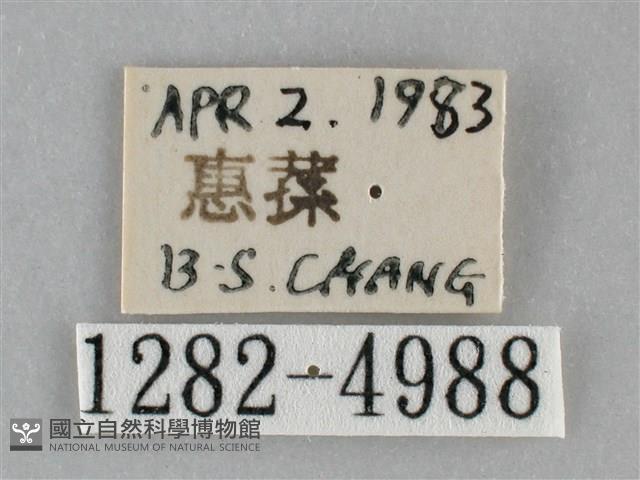 APR 2. 1983
惠蓀
B.S. CHANG
1282-4988
國立自然科學博物館
NATIONAL MUSEUM OF NATURAL SCIENCE